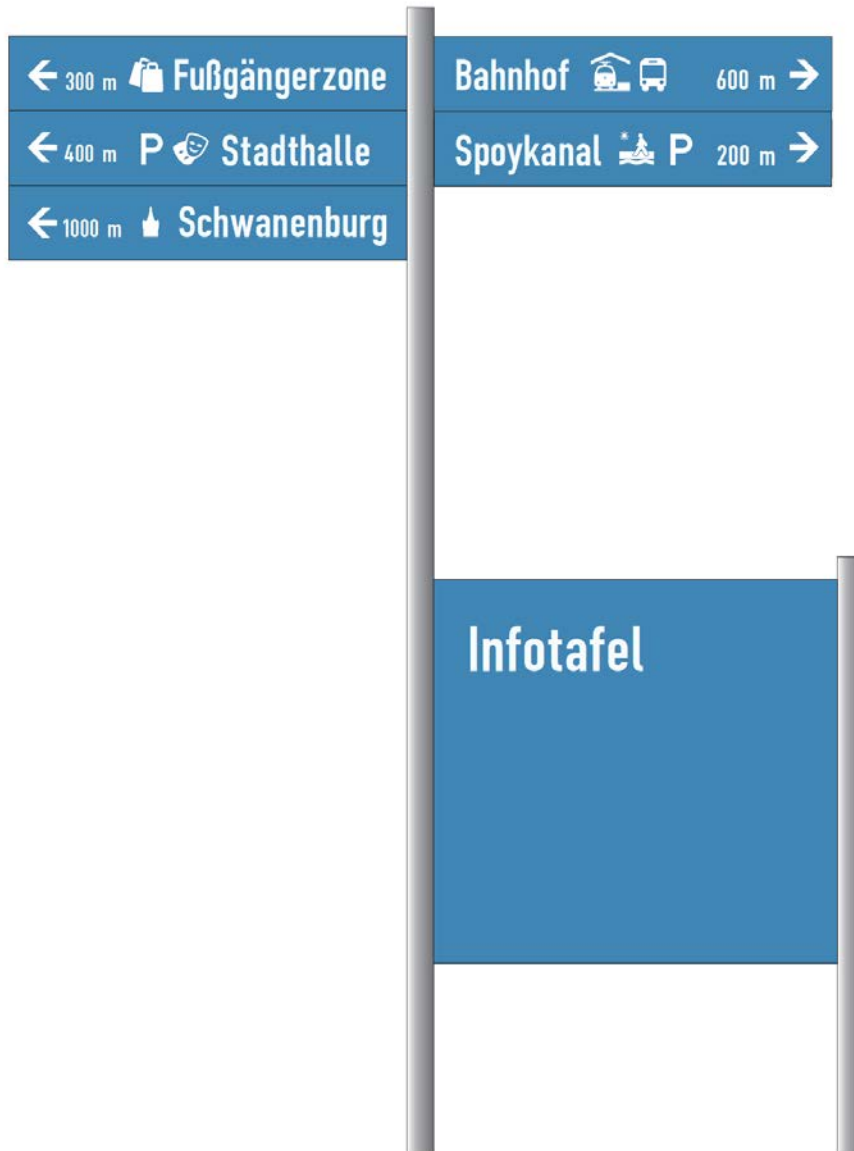 ← 300 m Fußgängerzone
← 400 m P Stadthalle
← 1000 m Schwanenburg
Bahnhof 600 m →
Spoykanal P 200 m →
Infotafel